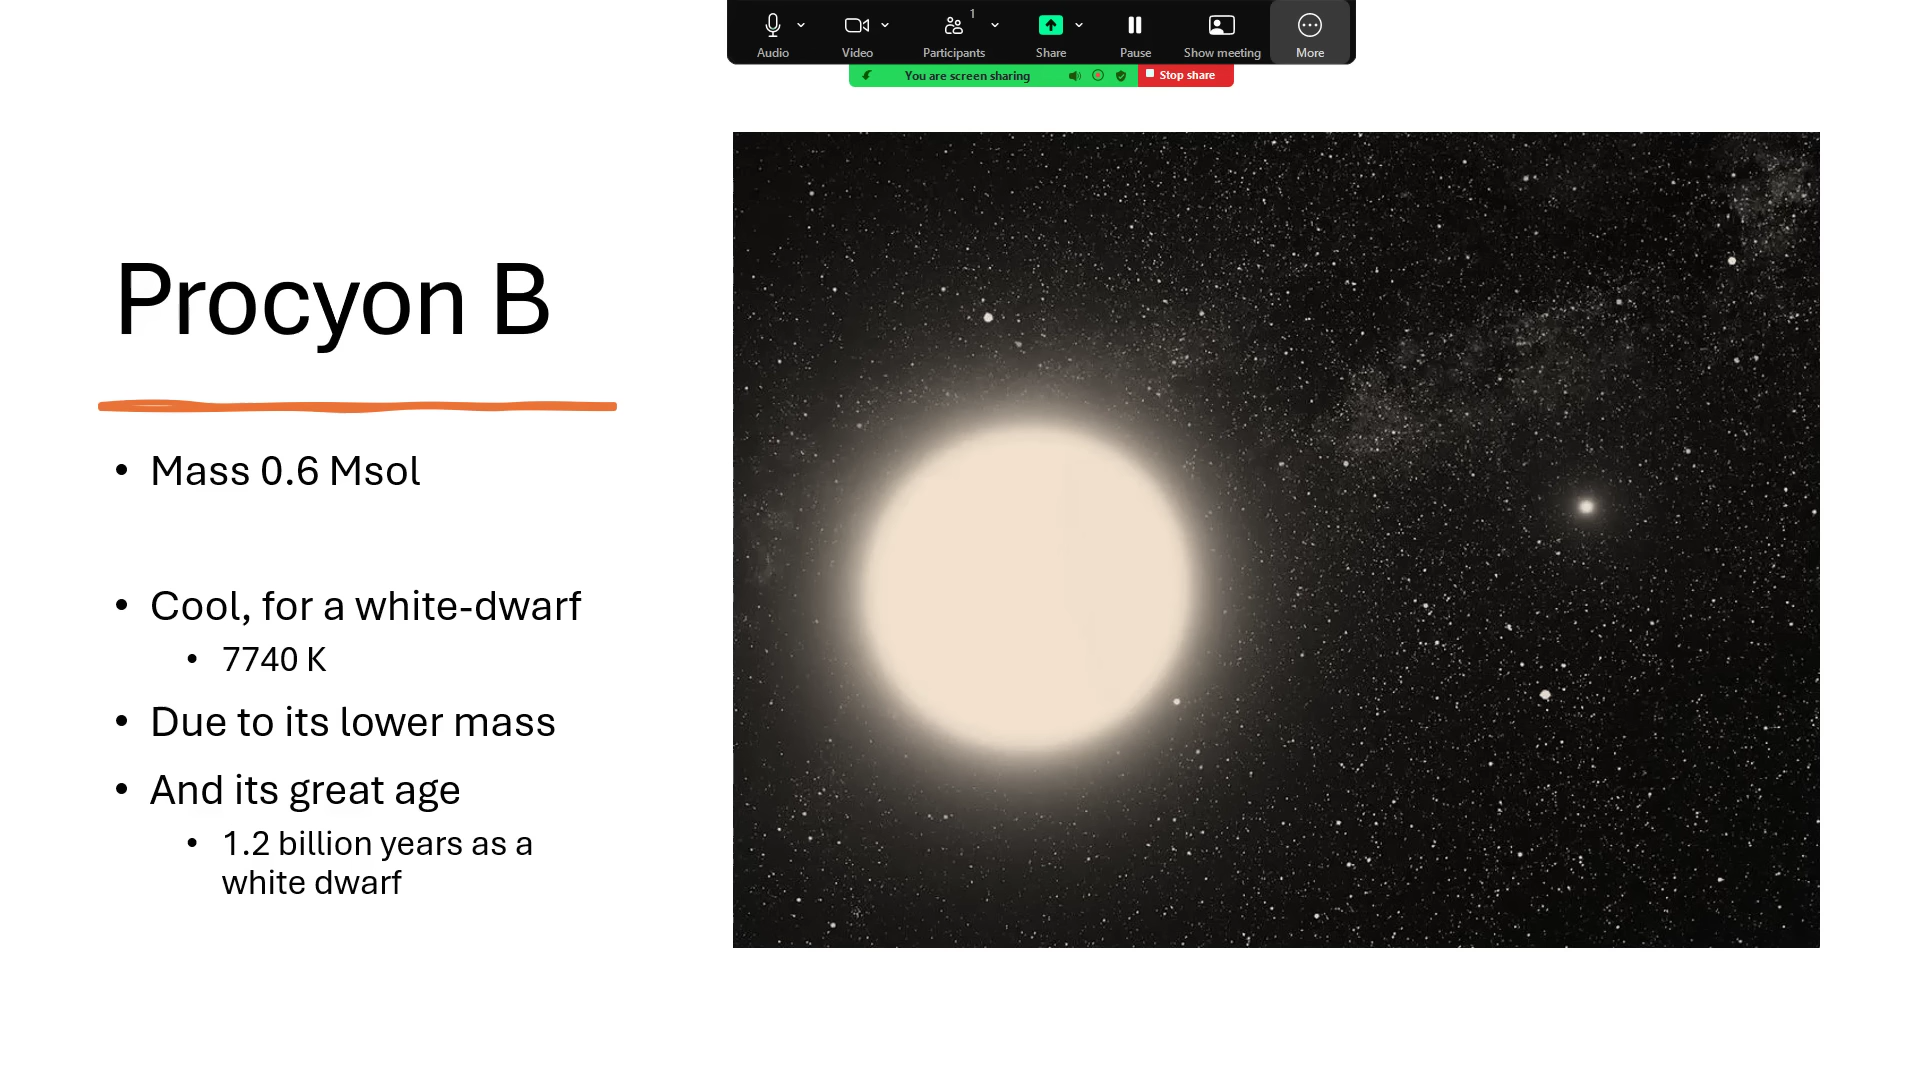 1
Audio
Video
Participants
Share
Pause
Show meeting
More
You are screen sharing
Stop share
Procyon B
• Mass 0.6 Msol
• Cool, for a white-dwarf
• 7740 K
• Due to its lower mass
• And its great age
• 1.2 billion years as a
white dwarf